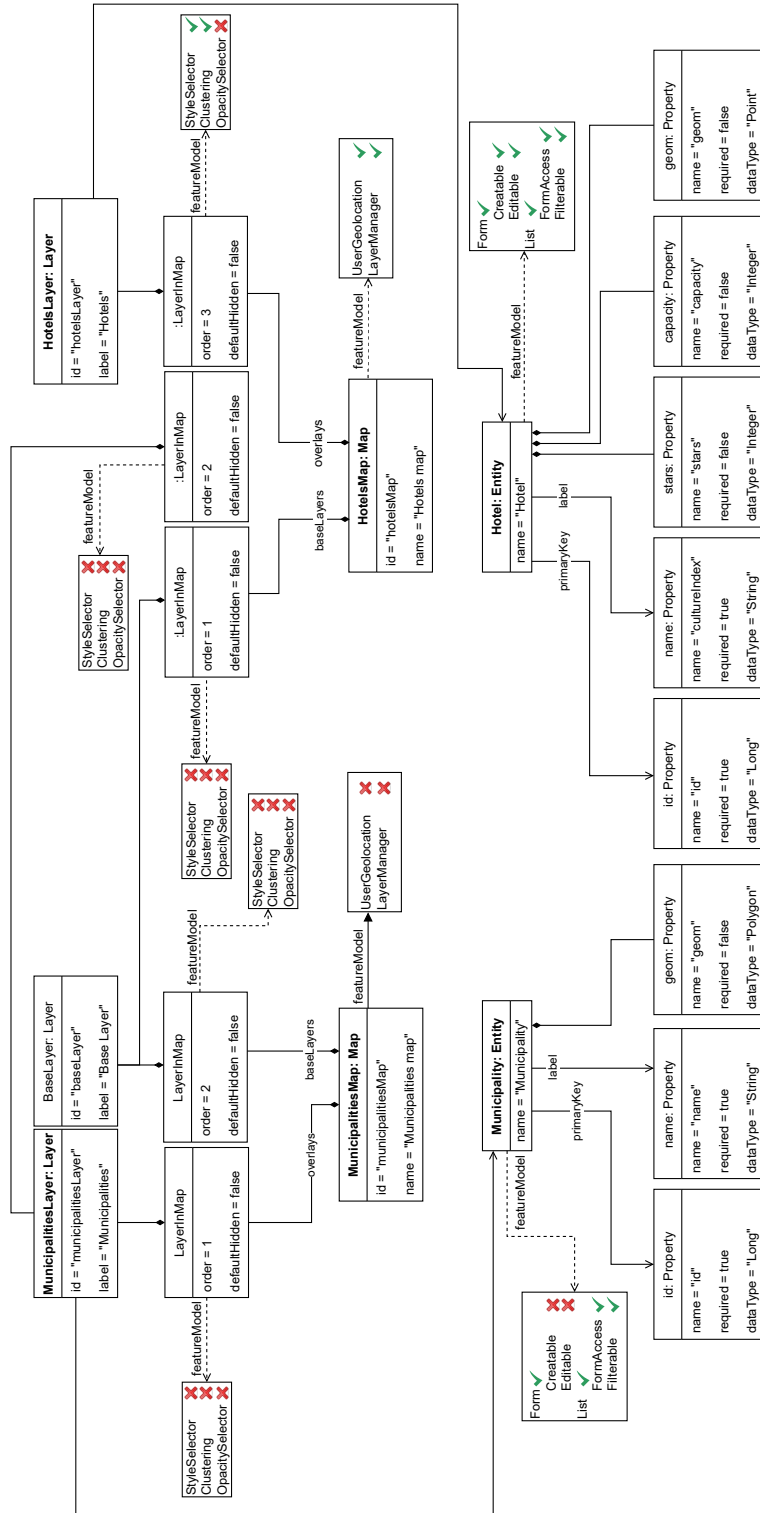 MunicipalitiesLayer: Layer
id = "municipalitiesLayer"
label = "Municipalities"
BaseLayer: Layer
id = "baseLayer"
label = "Base Layer"
HotelsLayer: Layer
id = "hotelsLayer"
label = "Hotels"
StyleSelector
Clustering
OpacitySelector
featureModel
LayerInMap
order = 1
defaultHidden = false
LayerInMap
order = 2
defaultHidden = false
featureModel
StyleSelector
Clustering
OpacitySelector
StyleSelector
Clustering
OpacitySelector
featureModel
:LayerInMap
order = 1
defaultHidden = false
StyleSelector
Clustering
OpacitySelector
featureModel
:LayerInMap
order = 2
defaultHidden = false
:LayerInMap
order = 3
defaultHidden = false
featureModel
StyleSelector
Clustering
OpacitySelector
overlays
baseLayers
MunicipalitiesMap: Map
id = "municipalitiesMap"
name = "Municipalities map"
featureModel
UserGeolocation
LayerManager
baseLayers
overlays
HotelsMap: Map
id = "hotelsMap"
name = "Hotels map"
featureModel
UserGeolocation
LayerManager
Form
Creatable
Editable
List
FormAccess
Filterable
featureModel
Municipality: Entity
name = "Municipality"
primaryKey
label
id: Property
name = "id"
required = true
dataType = "Long"
name: Property
name = "name"
required = true
dataType = "String"
geom: Property
name = "geom"
required = false
dataType = "Polygon"
Hotel: Entity
name = "Hotel"
primaryKey
label
featureModel
Form
Creatable
Editable
List
FormAccess
Filterable
id: Property
name = "id"
required = true
dataType = "Long"
name: Property
name = "cultureIndex"
required = true
dataType = "String"
stars: Property
name = "stars"
required = false
dataType = "Integer"
capacity: Property
name = "capacity"
required = false
dataType = "Integer"
geom: Property
name = "geom"
required = false
dataType = "Point"